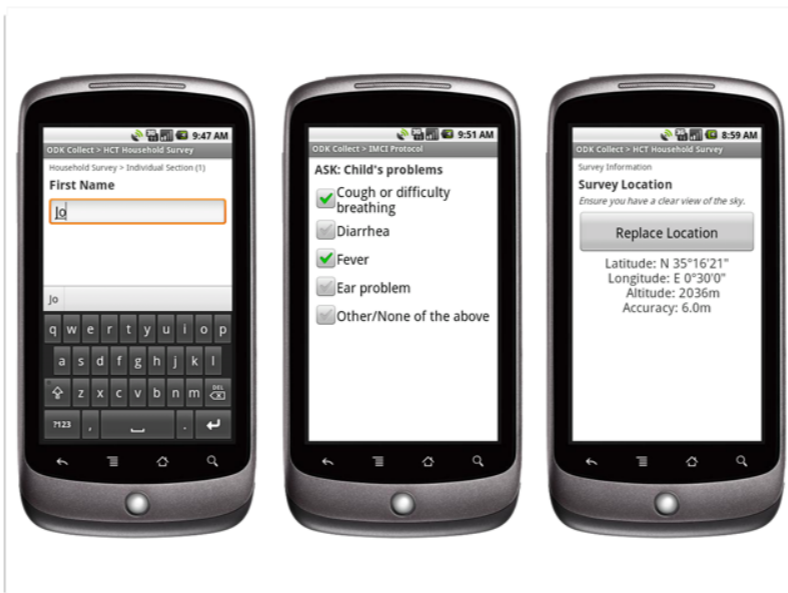 9:47 AM
ODK Collect > HCT Household Survey
Household Survey > Individual Section (1)
First Name
Jo
Jo
q w e r t y u i o p
a s d f g h j k l
z x c v b n m DEL
?123 , .
9:51 AM
ODK Collect > IMCI Protocol
ASK: Child's problems
Cough or difficulty
breathing
Diarrhea
Fever
Ear problem
Other/None of the above
8:59 AM
ODK Collect > HCT Household Survey
Survey Information
Survey Location
Ensure you have a clear view of the sky.
Replace Location
Latitude: N 35°16'21"
Longitude: E 0°30'0"
Altitude: 2036m
Accuracy: 6.0m